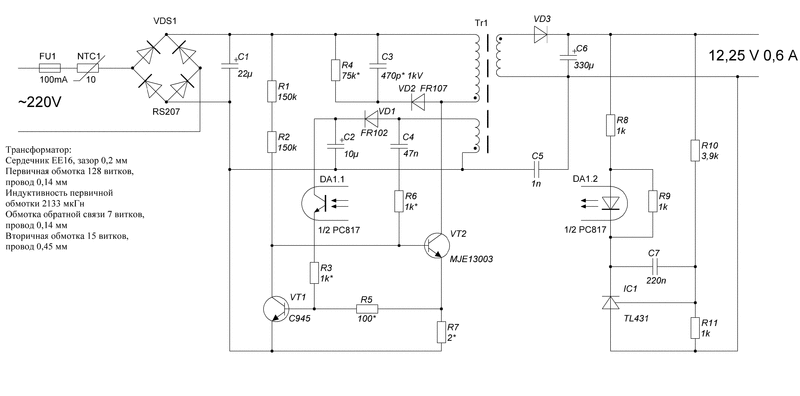 VDS1
FU1
100mA
NTC1
10
~220V
RS207
C1
+
22µ
R1
150k
R2
150k
R4
75k*
C3
470p* 1kV
VD2 FR107
VD1
FR102
C2
+
10µ
C4
47n
Tr1
VD3
C6
+
330µ
12,25 V 0,6 A
Трансформатор:
Сердечник EE16, зазор 0,2 мм
Первичная обмотка 128 витков,
провод 0,14 мм
Индуктивность первичной
обмотки 2133 мкГн
Обмотка обратной связи 7 витков,
провод 0,14 мм
Вторичная обмотка 15 витков,
провод 0,45 мм
DA1.1
1/2 PC817
R6
1k*
VT2
MJE13003
R3
1k*
VT1
C945
R5
100*
R7
2*
C5
1n
R8
1k
R10
3,9k
DA1.2
1/2 PC817
R9
1k
C7
220n
IC1
TL431
R11
1k